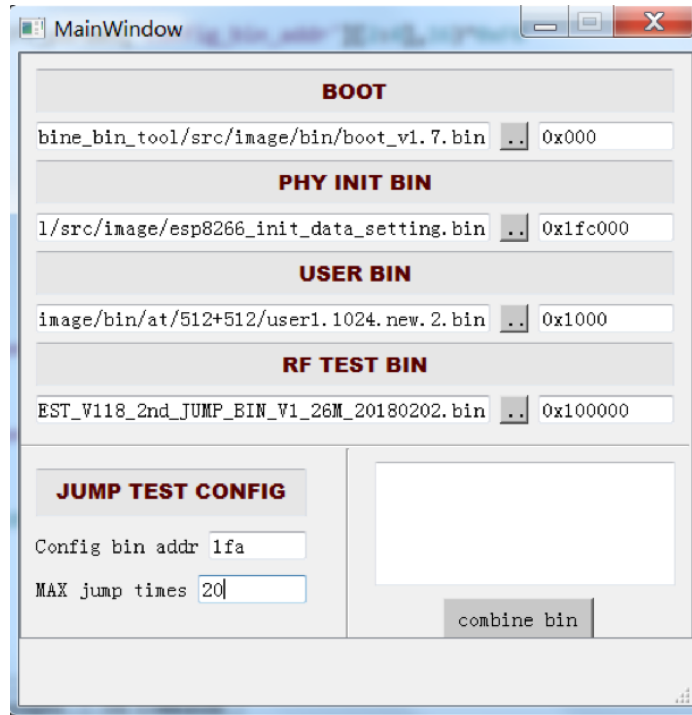 MainWindow
BOOT
bine_bin_tool/src/image/bin/boot_v1.7.bin .. 0x000
PHY INIT BIN
l/src/image/esp8266_init_data_setting.bin .. 0x1fc000
USER BIN
image/bin/at/512+512/user1.1024.new.2.bin .. 0x1000
RF TEST BIN
EST_V118_2nd_JUMP_BIN_V1_26M_20180202.bin .. 0x100000
JUMP TEST CONFIG
Config bin addr 1fa
MAX jump times 20
combine bin